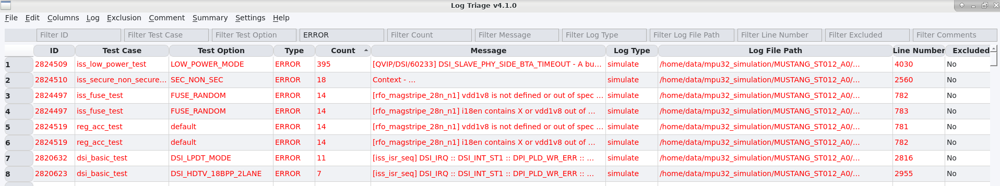 Log Triage v4.1.0
File Edit Columns Log Exclusion Comment Summary Settings Help
Filter ID Filter Test Case Filter Test Option ERROR Filter Count Filter Message Filter Log Type Filter Log File Path Filter Line Number Filter Excluded Filter Comments
ID Test Case Test Option Type Count Message Log Type Log File Path Line Number Excluded
1 2824509 iss_low_power_test LOW_POWER_MODE ERROR 395 [QVIP/DSI/60233] DSI_SLAVE_PHY_SIDE_BTA_TIMEOUT - A bu... simulate /home/data/mpu32_simulation/MUSTANG_ST012_A0/... 4030 No
2 2824510 iss_secure_non_secure... SEC_NON_SEC ERROR 18 Context - ... simulate /home/data/mpu32_simulation/MUSTANG_ST012_A0/... 2560 No
3 2824497 iss_fuse_test FUSE_RANDOM ERROR 14 [rfo_magstripe_28n_n1] vdd1v8 is not defined or out of spec ... simulate /home/data/mpu32_simulation/MUSTANG_ST012_A0/... 782 No
4 2824497 iss_fuse_test FUSE_RANDOM ERROR 14 [rfo_magstripe_28n_n1] i18en contains X or vdd1v8 out of ... simulate /home/data/mpu32_simulation/MUSTANG_ST012_A0/... 783 No
5 2824519 reg_acc_test default ERROR 14 [rfo_magstripe_28n_n1] vdd1v8 is not defined or out of spec ... simulate /home/data/mpu32_simulation/MUSTANG_ST012_A0/... 781 No
6 2824519 reg_acc_test default ERROR 14 [rfo_magstripe_28n_n1] i18en contains X or vdd1v8 out of ... simulate /home/data/mpu32_simulation/MUSTANG_ST012_A0/... 782 No
7 2820632 dsi_basic_test DSI_LPDT_MODE ERROR 11 [iss_isr_seq] DSI_IRQ :: DSI_INT_ST1 :: DPI_PLD_WR_ERR :: ... simulate /home/data/mpu32_simulation/MUSTANG_ST012_A0/... 2816 No
8 2820623 dsi_basic_test DSI_HDTV_18BPP_2LANE ERROR 7 [iss_isr_seq] DSI_IRQ :: DSI_INT_ST1 :: DPI_PLD_WR_ERR :: ... simulate /home/data/mpu32_simulation/MUSTANG_ST012_A0/... 2955 No